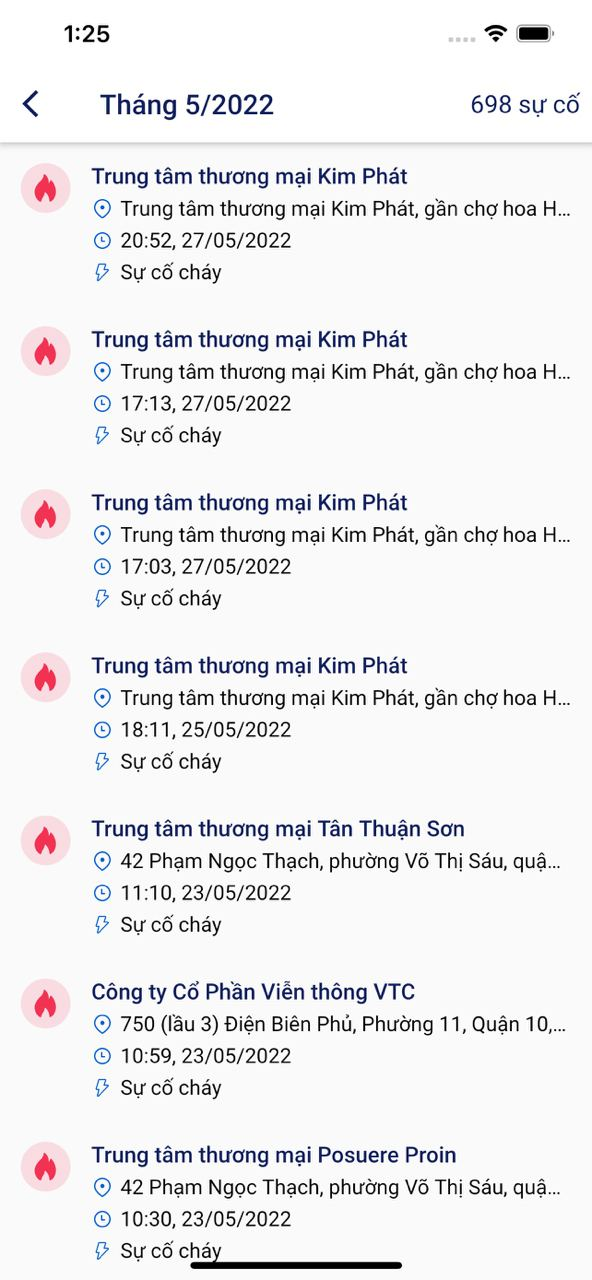 1:25
Tháng 5/2022 698 sự cố
Trung tâm thương mại Kim Phát
Trung tâm thương mại Kim Phát, gần chợ hoa H...
20:52, 27/05/2022
Sự cố cháy
Trung tâm thương mại Kim Phát
Trung tâm thương mại Kim Phát, gần chợ hoa H...
17:13, 27/05/2022
Sự cố cháy
Trung tâm thương mại Kim Phát
Trung tâm thương mại Kim Phát, gần chợ hoa H...
17:03, 27/05/2022
Sự cố cháy
Trung tâm thương mại Kim Phát
Trung tâm thương mại Kim Phát, gần chợ hoa H...
18:11, 25/05/2022
Sự cố cháy
Trung tâm thương mại Tân Thuận Sơn
42 Phạm Ngọc Thạch, phường Võ Thị Sáu, quậ...
11:10, 23/05/2022
Sự cố cháy
Công ty Cổ Phần Viễn thông VTC
750 (lầu 3) Điện Biên Phủ, Phường 11, Quận 10,...
10:59, 23/05/2022
Sự cố cháy
Trung tâm thương mại Posuere Proin
42 Phạm Ngọc Thạch, phường Võ Thị Sáu, quậ...
10:30, 23/05/2022
Sự cố cháy